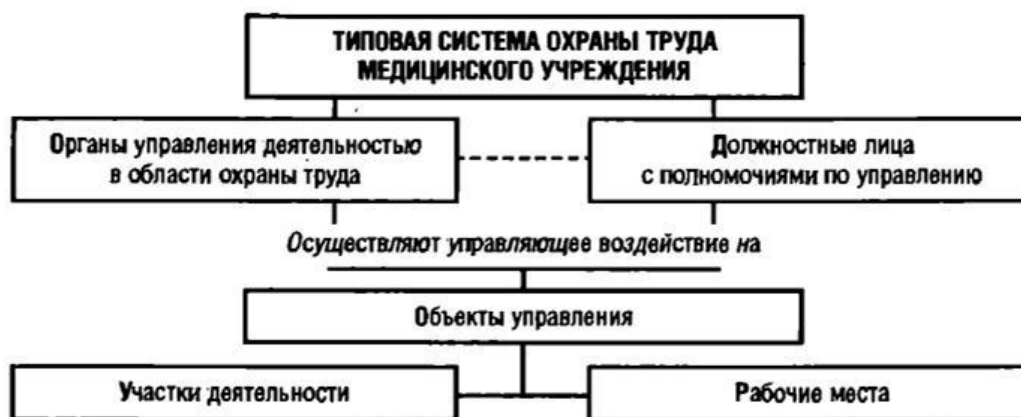 ТИПОВАЯ СИСТЕМА ОХРАНЫ ТРУДА
МЕДИЦИНСКОГО УЧРЕЖДЕНИЯ
Органы управления деятельностью
в области охраны труда
Должностные лица
с полномочиями по управлению
Осуществляют управляющее воздействие на
Объекты управления
Участки деятельности
Рабочие места